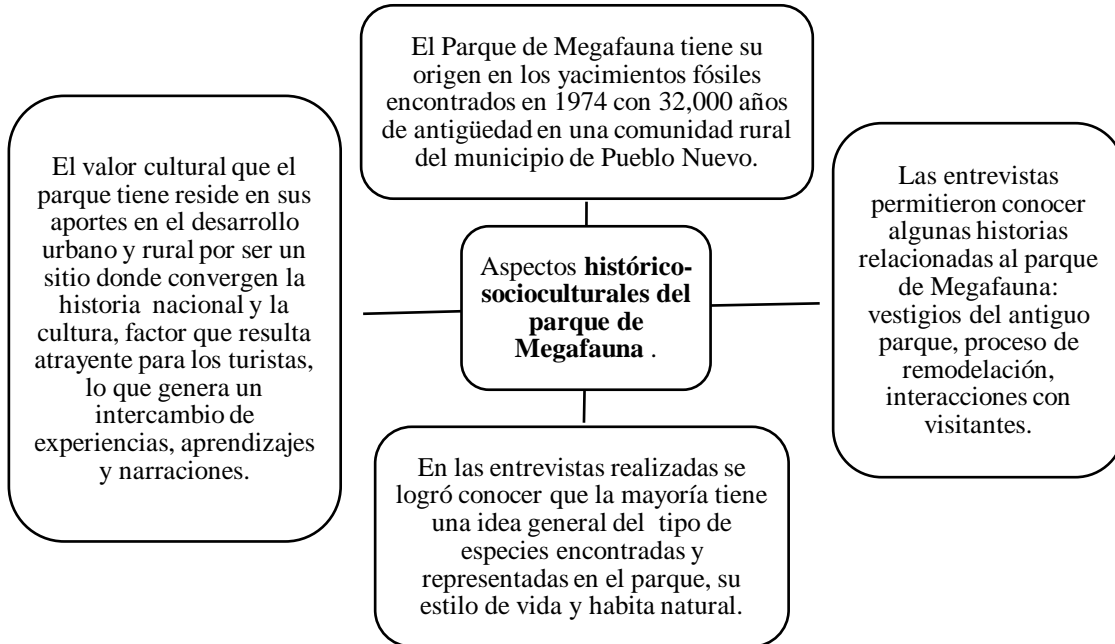 El Parque de Megafauna tiene su
origen en los yacimientos fósiles
encontrados en 1974 con 32,000 años
de antigüedad en una comunidad rural
del municipio de Pueblo Nuevo.
El valor cultural que el
parque tiene reside en sus
aportes en el desarrollo
urbano y rural por ser un
sitio donde convergen la
historia nacional y la
cultura, factor que resulta
atrayente para los turistas,
lo que genera un
intercambio de
experiencias, aprendizajes
y narraciones.
Aspectos histórico-
socioculturales del
parque de
Megafauna .
Las entrevistas
permitieron conocer
algunas historias
relacionadas al parque
de Megafauna:
vestigios del antiguo
parque, proceso de
remodelación,
interacciones con
visitantes.
En las entrevistas realizadas se
logró conocer que la mayoría tiene
una idea general del tipo de
especies encontradas y
representadas en el parque, su
estilo de vida y habita natural.